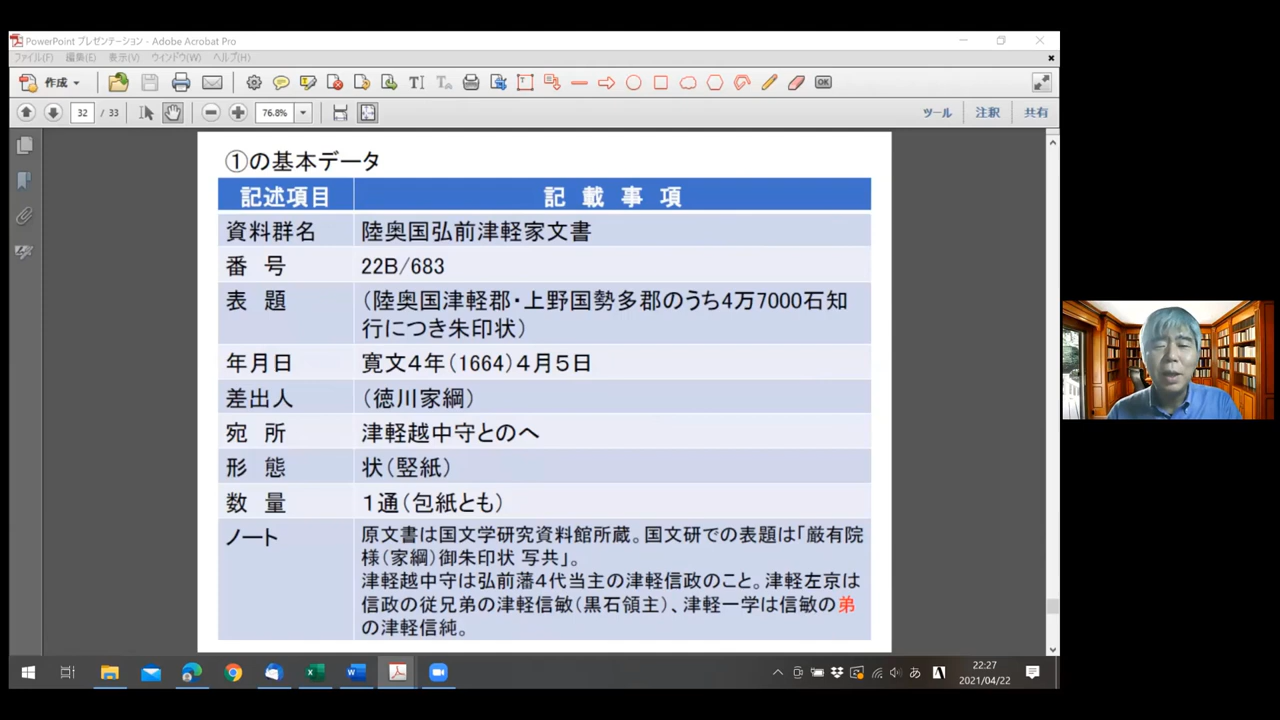 PowerPoint プレゼンテーション - Adobe Acrobat Pro
ファイル(F) 編集(E) 表示(V) ウィンドウ(W) ヘルプ(H)
作成
OK
32 / 33 76.8% ツール 注釈 共有
①の基本データ
記述項目 記 載 事 項
資料群名 陸奥国弘前津軽家文書
番 号 22B/683
表 題 （陸奥国津軽郡・上野国勢多郡のうち4万7000石知
行につき朱印状）
年月日 寛文４年（1664）４月５日
差出人 （徳川家綱）
宛 所 津軽越中守とのへ
形 態 状（竪紙）
数 量 １通（包紙とも）
ノート 原文書は国文学研究資料館所蔵。国文研での表題は「厳有院
様（家綱）御朱印状 写共」。
津軽越中守は弘前藩４代当主の津軽信政のこと。津軽左京は
信政の従兄弟の津軽信敏（黒石領主）、津軽一学は信敏の弟
の津軽信純。
あ A 22:27
2021/04/22